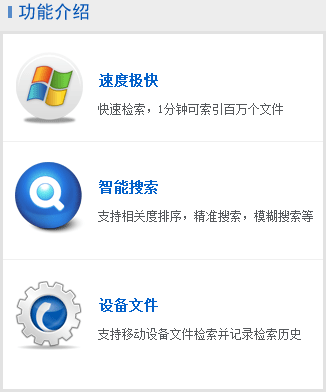 功能介绍
速度极快
快速检索，1分钟可索引百万个文件
智能搜索
支持相关度排序，精准搜索，模糊搜索等
设备文件
支持移动设备文件检索并记录检索历史